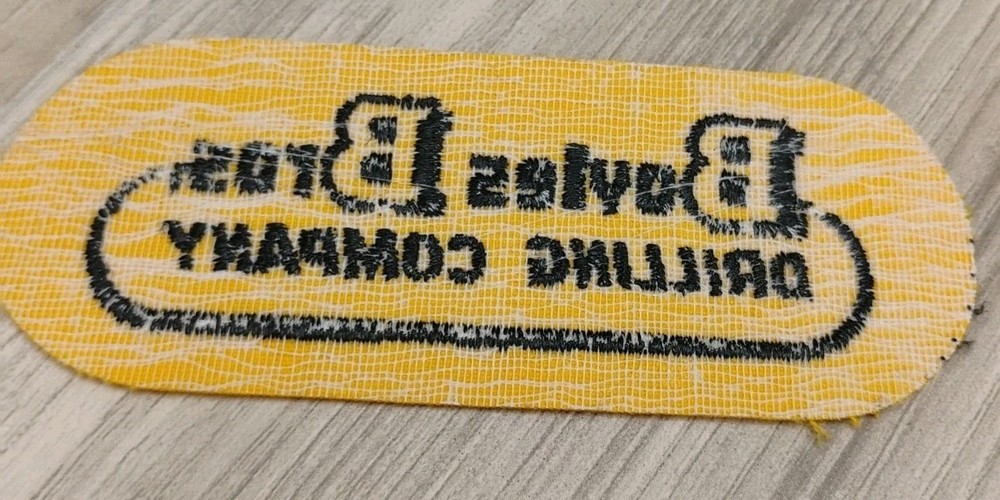 Boyles Bros.
DRILLING COMPANY